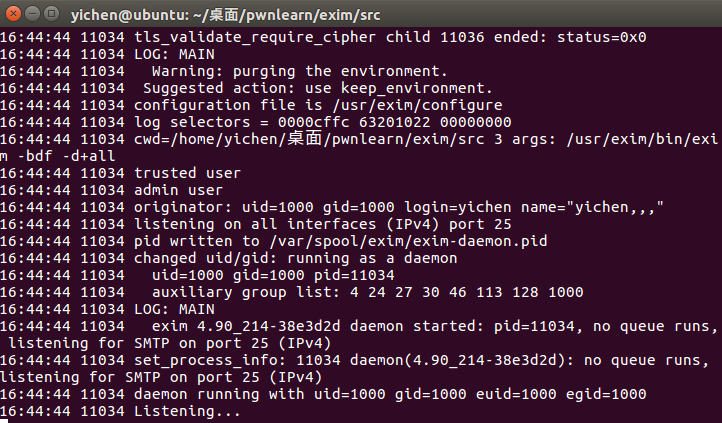 yichen@ubuntu: ~/桌面/pwnlearn/exim/src
16:44:44 11034 tls_validate_require_cipher child 11036 ended: status=0x0
16:44:44 11034 LOG: MAIN
16:44:44 11034   Warning: purging the environment.
16:44:44 11034  Suggested action: use keep_environment.
16:44:44 11034 configuration file is /usr/exim/configure
16:44:44 11034 log selectors = 0000cffc 63201022 00000000
16:44:44 11034 cwd=/home/yichen/桌面/pwnlearn/exim/src 3 args: /usr/exim/bin/exi
m -bdf -d+all
16:44:44 11034 trusted user
16:44:44 11034 admin user
16:44:44 11034 originator: uid=1000 gid=1000 login=yichen name="yichen,,,"
16:44:44 11034 listening on all interfaces (IPv4) port 25
16:44:44 11034 pid written to /var/spool/exim/exim-daemon.pid
16:44:44 11034 changed uid/gid: running as a daemon
16:44:44 11034   uid=1000 gid=1000 pid=11034
16:44:44 11034   auxiliary group list: 4 24 27 30 46 113 128 1000
16:44:44 11034 LOG: MAIN
16:44:44 11034   exim 4.90_214-38e3d2d daemon started: pid=11034, no queue runs,
 listening for SMTP on port 25 (IPv4)
16:44:44 11034 set_process_info: 11034 daemon(4.90_214-38e3d2d): no queue runs,
listening for SMTP on port 25 (IPv4)
16:44:44 11034 daemon running with uid=1000 gid=1000 euid=1000 egid=1000
16:44:44 11034 Listening...